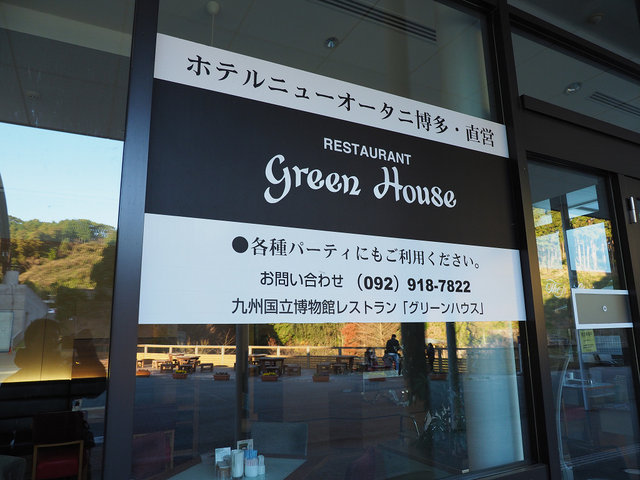 ホテルニューオータニ博多・直営
RESTAURANT
Green House
●各種パーティにもご利用ください。
お問い合わせ (092) 918-7822
九州国立博物館レストラン「グリーンハウス」